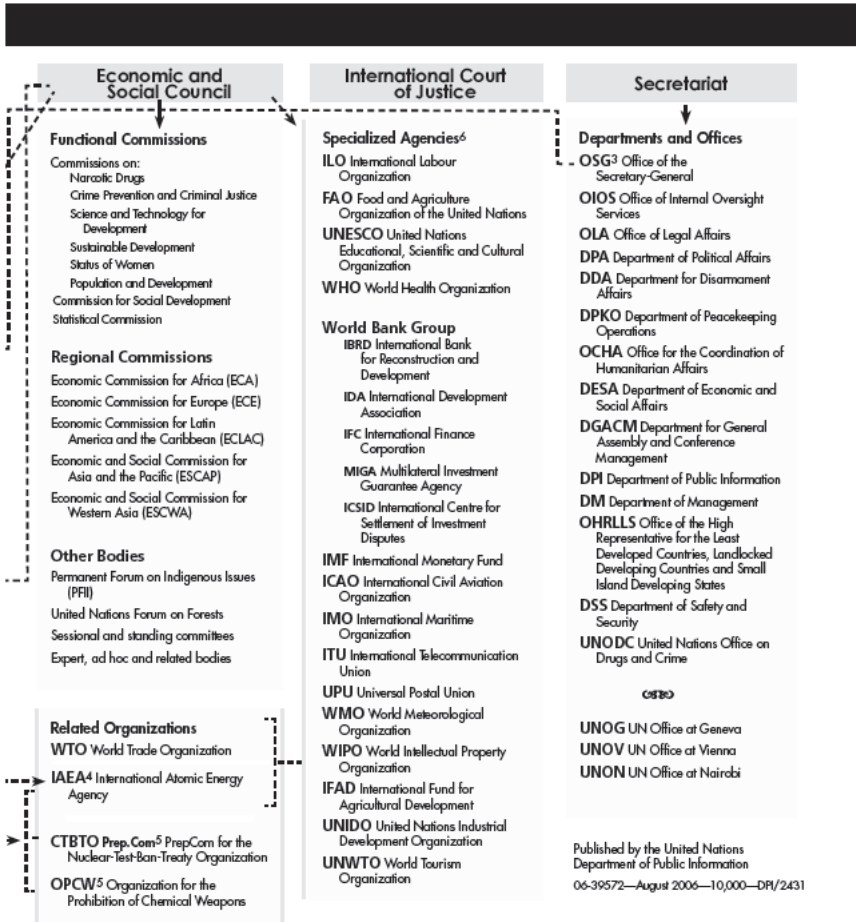 Economic and
Social Council
Functional Commissions
Commissions on:
Narcotic Drugs
Crime Prevention and Criminal Justice
Science and Technology for
Development
Sustainable Development
Status of Women
Population and Development
Commission for Social Development
Statistical Commission
Regional Commissions
Economic Commission for Africa (ECA)
Economic Commission for Europe (ECE)
Economic Commission for Latin
America and the Caribbean (ECLAC)
Economic and Social Commission for
Asia and the Pacific (ESCAP)
Economic and Social Commission for
Western Asia (ESCWA)
Other Bodies
Permanent Forum on Indigenous Issues
(PFII)
United Nations Forum on Forests
Sessional and standing committees
Expert, ad hoc and related bodies
Related Organizations
WTO World Trade Organization
IAEA4 International Atomic Energy
Agency
CTBTO Prep.Com5 PrepCom for the
Nuclear-Test-Ban-Treaty Organization
OPCW5 Organization for the
Prohibition of Chemical Weapons
International Court
of Justice
Specialized Agencies6
ILO International Labour
Organization
FAO Food and Agriculture
Organization of the United Nations
UNESCO United Nations
Educational, Scientific and Cultural
Organization
WHO World Health Organization
World Bank Group
IBRD International Bank
for Reconstruction and
Development
IDA International Development
Association
IFC International Finance
Corporation
MIGA Multilateral Investment
Guarantee Agency
ICSID International Centre for
Settlement of Investment
Disputes
IMF International Monetary Fund
ICAO International Civil Aviation
Organization
IMO International Maritime
Organization
ITU International Telecommunication
Union
UPU Universal Postal Union
WMO World Meteorological
Organization
WIPO World Intellectual Property
Organization
IFAD International Fund for
Agricultural Development
UNIDO United Nations Industrial
Development Organization
UNWTO World Tourism
Organization
Secretariat
Departments and Offices
OSG3 Office of the
Secretary-General
OIOS Office of Internal Oversight
Services
OLA Office of Legal Affairs
DPA Department of Political Affairs
DDA Department for Disarmament
Affairs
DPKO Department of Peacekeeping
Operations
OCHA Office for the Coordination of
Humanitarian Affairs
DESA Department of Economic and
Social Affairs
DGACM Department for General
Assembly and Conference
Management
DPI Department of Public Information
DM Department of Management
OHRLLS Office of the High
Representative for the Least
Developed Countries, Landlocked
Developing Countries and Small
Island Developing States
DSS Department of Safety and
Security
UNODC United Nations Office on
Drugs and Crime
UNOG UN Office at Geneva
UNOV UN Office at Vienna
UNON UN Office at Nairobi
Published by the United Nations
Department of Public Information
06-39572—August 2006—10,000—DPI/2431